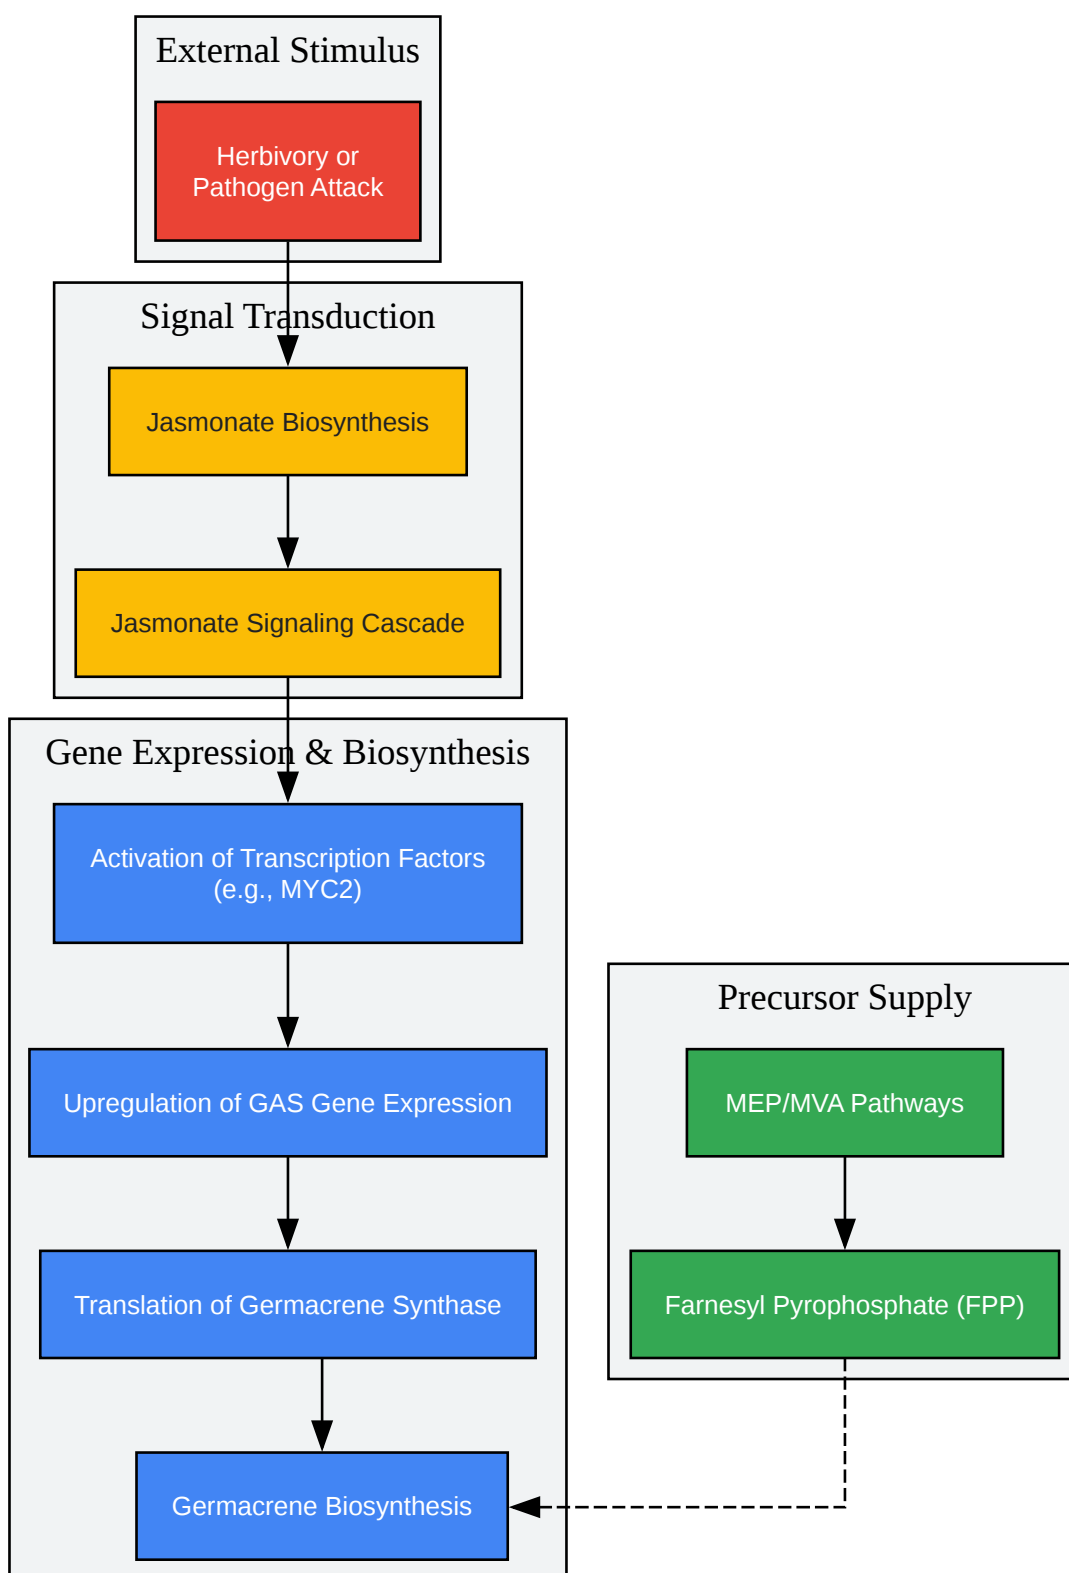 External Stimulus
Herbivory or
Pathogen Attack
Signal Transduction
Jasmonate Biosynthesis
Jasmonate Signaling Cascade
Gene Expression & Biosynthesis
Activation of Transcription Factors
(e.g., MYC2)
Upregulation of GAS Gene Expression
Translation of Germacrene Synthase
Germacrene Biosynthesis
Precursor Supply
MEP/MVA Pathways
Farnesyl Pyrophosphate (FPP)